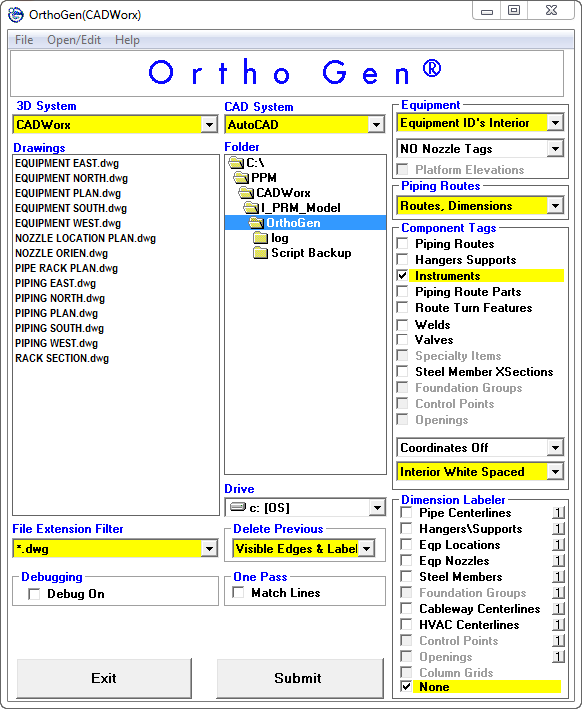 OrthoGen(CADWorx)
File Open/Edit Help
Ortho Gen®
3D System
CADWorx
CAD System
AutoCAD
Drawings
EQUIPMENT EAST.dwg
EQUIPMENT NORTH.dwg
EQUIPMENT PLAN.dwg
EQUIPMENT SOUTH.dwg
EQUIPMENT WEST.dwg
NOZZLE LOCATION PLAN.dwg
NOZZLE ORIEN.dwg
PIPE RACK PLAN.dwg
PIPING EAST.dwg
PIPING NORTH.dwg
PIPING PLAN.dwg
PIPING SOUTH.dwg
PIPING WEST.dwg
RACK SECTION.dwg
Folder
C:\
PPM
CADWorx
I_PRM_Model
OrthoGen
log
Script Backup
Drive
c: [OS]
File Extension Filter
*.dwg
Delete Previous
Visible Edges & Label
Debugging
Debug On
One Pass
Match Lines
Exit
Submit
Equipment
Equipment ID's Interior
NO Nozzle Tags
Platform Elevations
Piping Routes
Routes, Dimensions
Component Tags
Piping Routes
Hangers Supports
Instruments
Piping Route Parts
Route Turn Features
Welds
Valves
Specialty Items
Steel Member XSections
Foundation Groups
Control Points
Openings
Coordinates Off
Interior White Spaced
Dimension Labeler
Pipe Centerlines 1
Hangers\Supports 1
Eqp Locations 1
Eqp Nozzles 1
Steel Members 1
Foundation Groups 1
Cableway Centerlines 1
HVAC Centerlines 1
Control Points 1
Openings 1
Column Grids
None